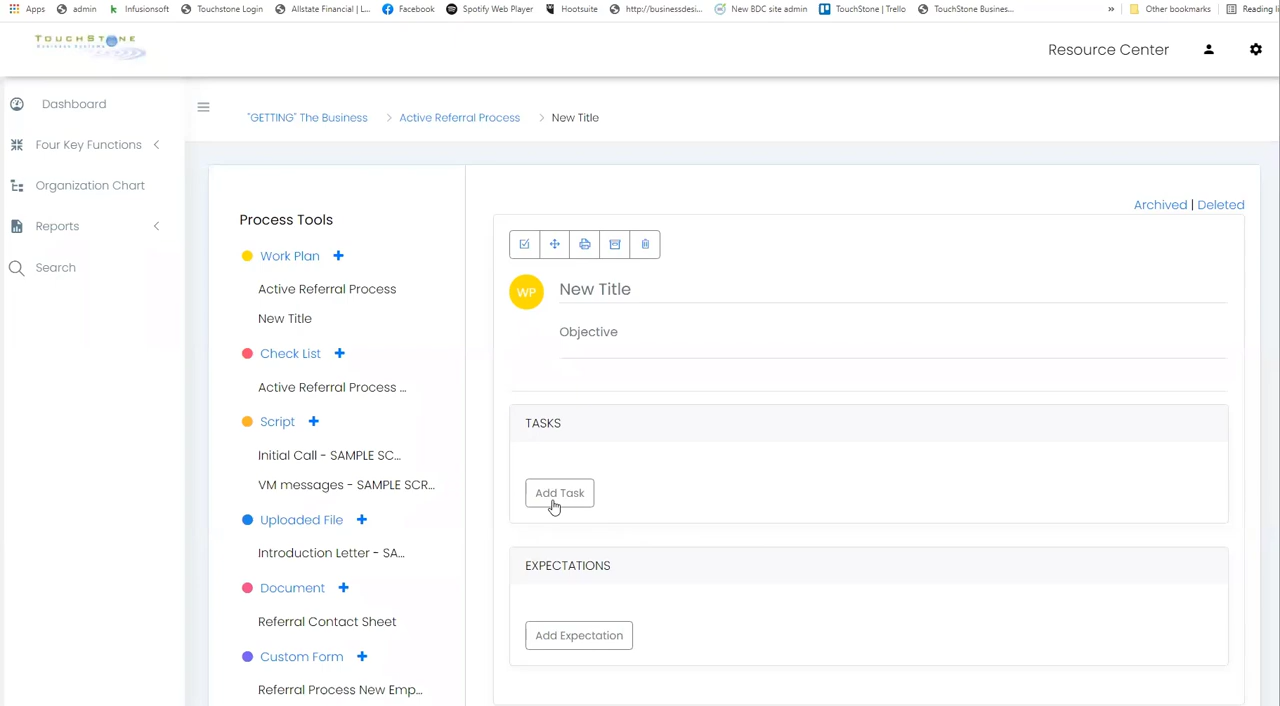 Apps admin Infusionsoft Touchstone Login Allstate Financial | L... Facebook Spotify Web Player Hootsuite http://businessdesi... New BDC site admin TouchStone | Trello TouchStone Busines... » Other bookmarks Reading li
TOUCHSTONE
Business Systems
Resource Center
Dashboard
"GETTING" The Business > Active Referral Process > New Title
Four Key Functions
Organization Chart
Reports
Search
Process Tools
Work Plan +
Active Referral Process
New Title
Check List +
Active Referral Process ...
Script +
Initial Call - SAMPLE SC...
VM messages - SAMPLE SCR...
Uploaded File +
Introduction Letter - SA...
Document +
Referral Contact Sheet
Custom Form +
Referral Process New Emp...
Archived | Deleted
WP
New Title
Objective
TASKS
Add Task
EXPECTATIONS
Add Expectation